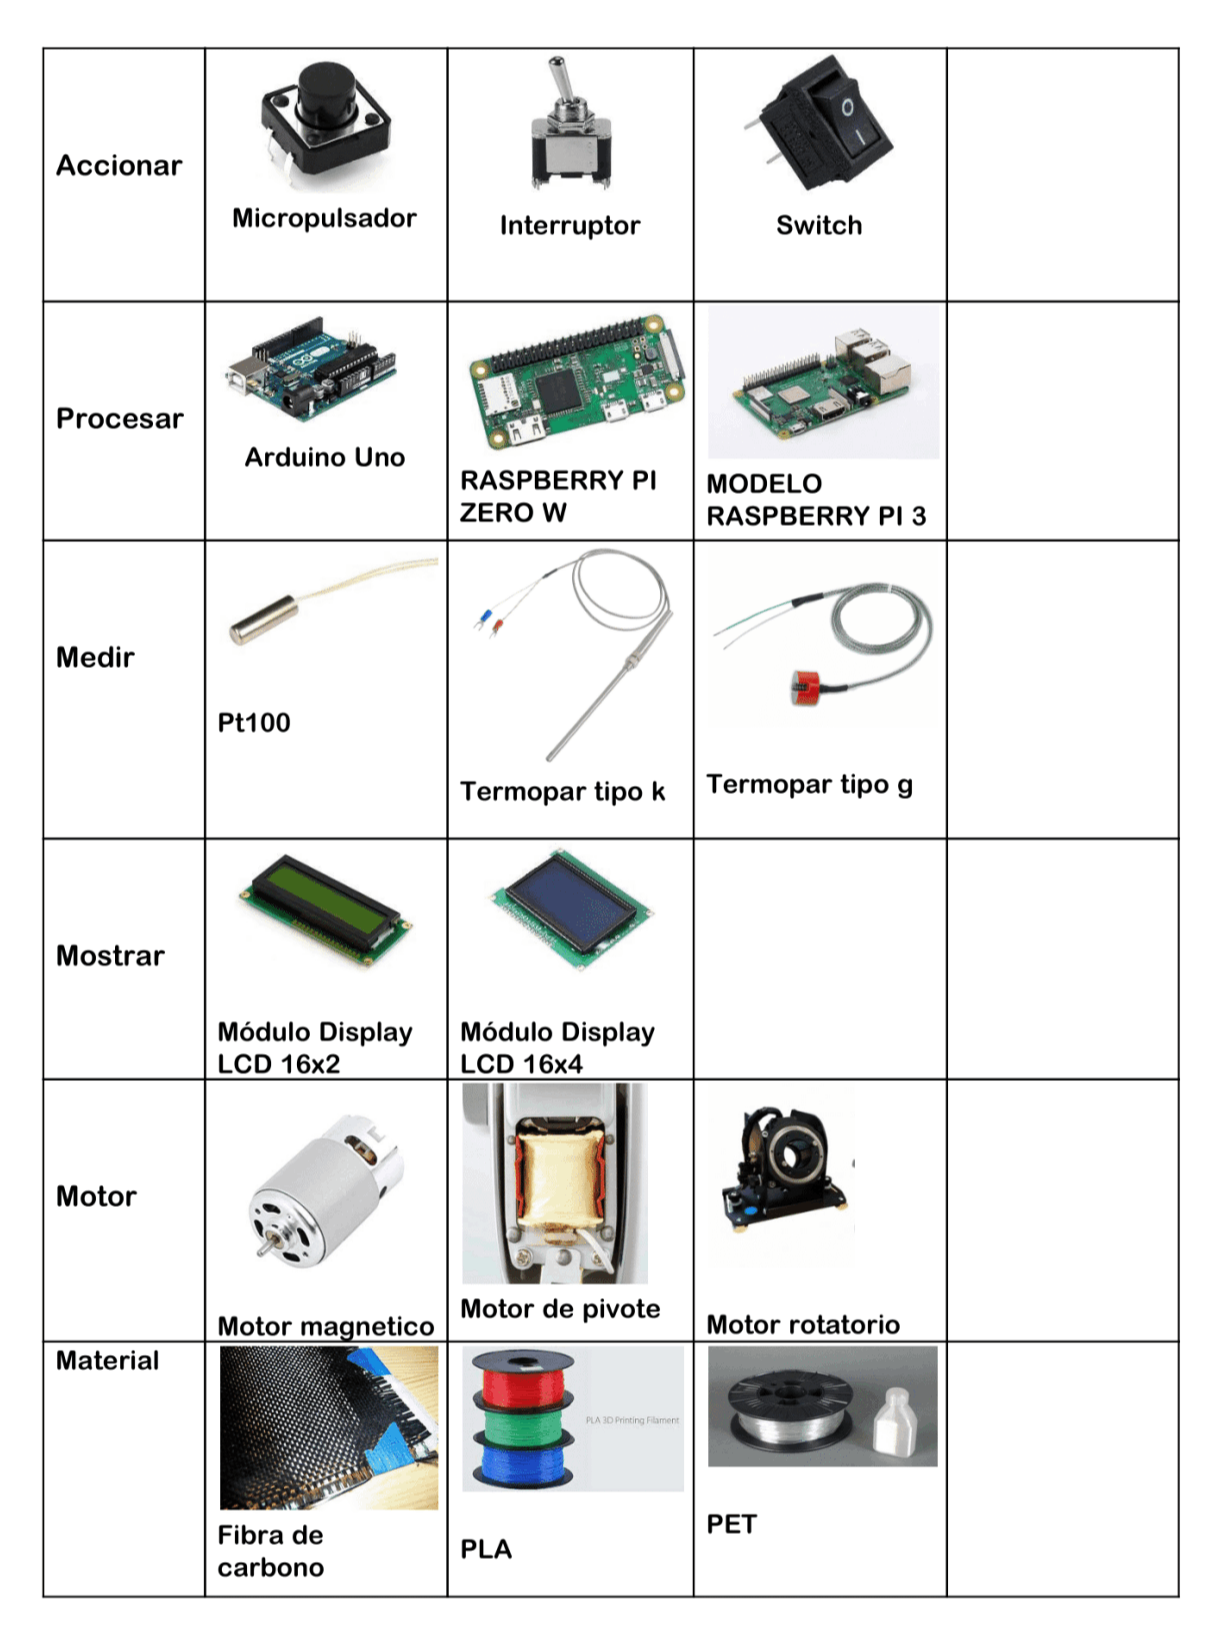 Accionar
Micropulsador
Interruptor
Switch
Procesar
Arduino Uno
RASPBERRY PI
ZERO W
MODELO
RASPBERRY PI 3
Medir
Pt100
Termopar tipo k
Termopar tipo g
Mostrar
Módulo Display
LCD 16x2
Módulo Display
LCD 16x4
Motor
Motor magnetico
Motor de pivote
Motor rotatorio
Material
Fibra de
carbono
PLA 3D Printing Filament
PLA
PET